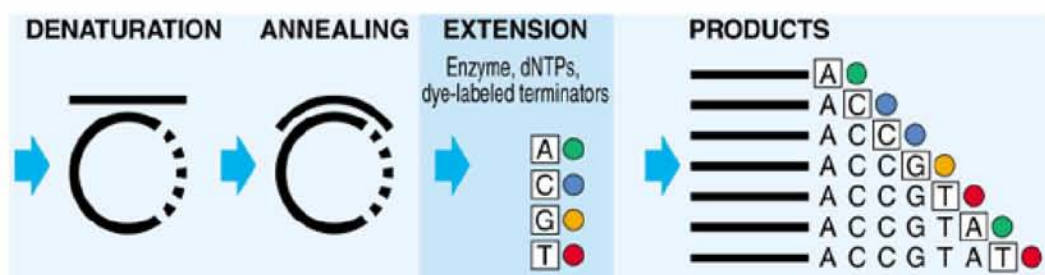 DENATURATION
ANNEALING
EXTENSION
Enzyme, dNTPs,
dye-labeled terminators
A
C
G
T
PRODUCTS
A
A C
A C C
A C C G
A C C G T
A C C G T A
A C C G T A T